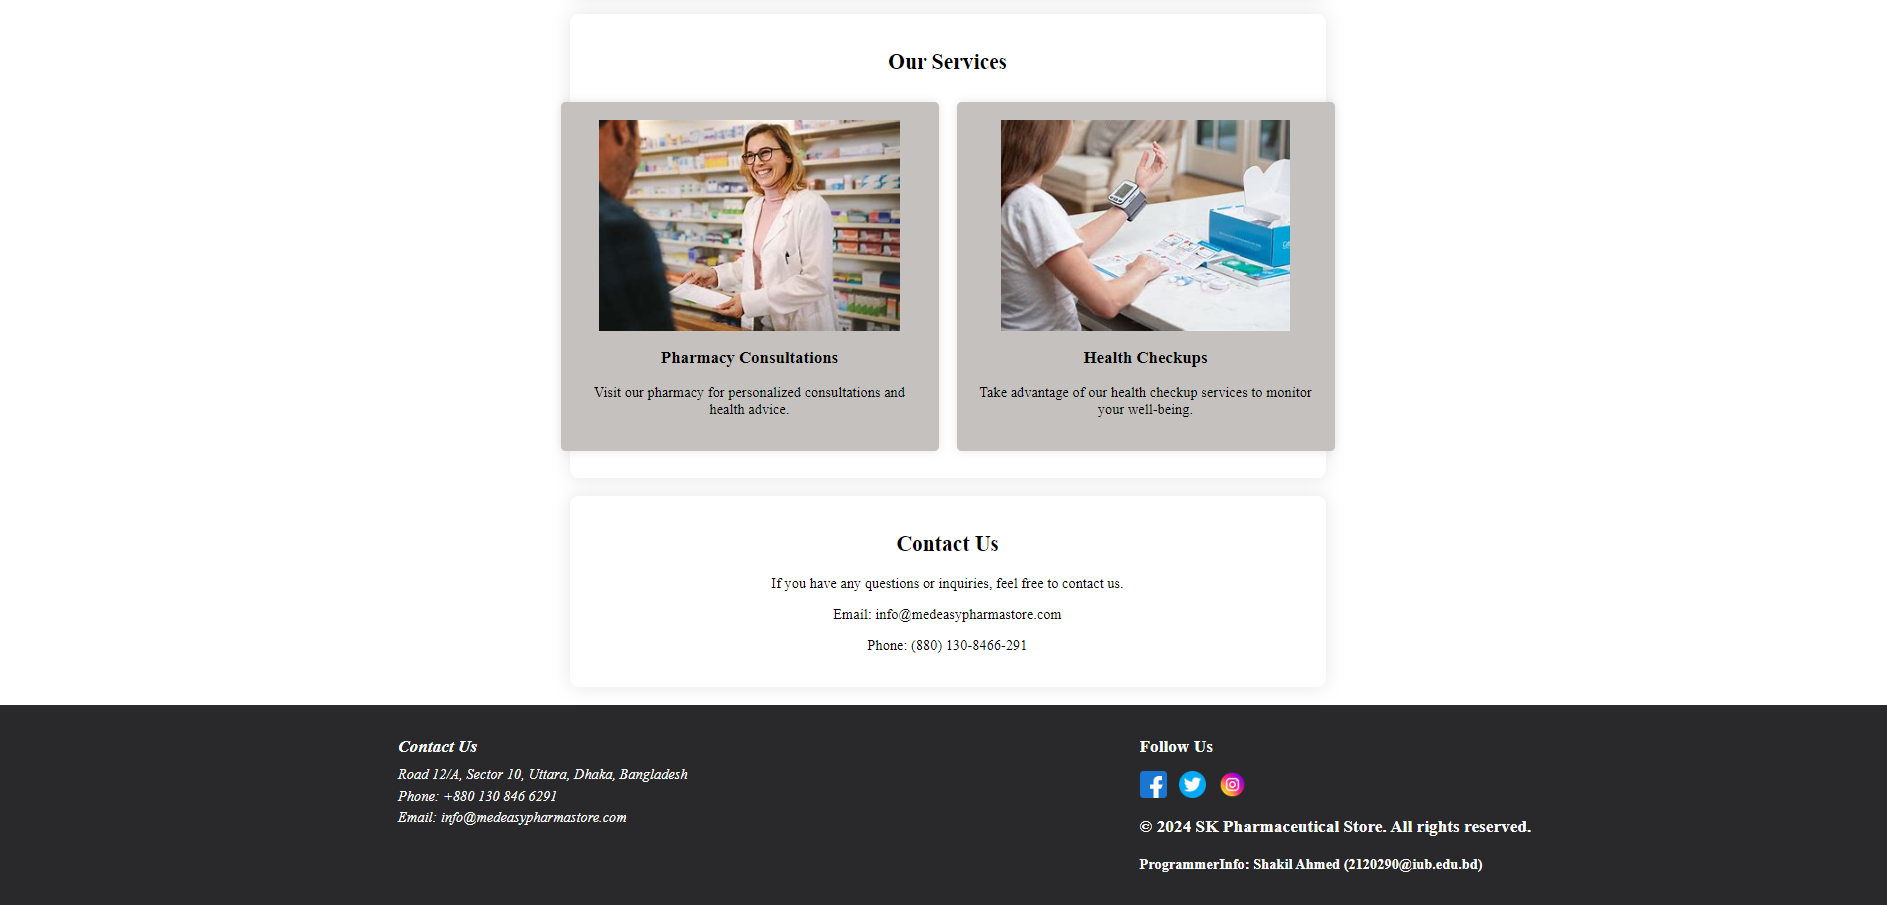 Our Services
Pharmacy Consultations
Visit our pharmacy for personalized consultations and
health advice.
Health Checkups
Take advantage of our health checkup services to monitor
your well-being.
Contact Us
If you have any questions or inquiries, feel free to contact us.
Email: info@medeasypharmastore.com
Phone: (880) 130-8466-291
Contact Us
Road 12/A, Sector 10, Uttara, Dhaka, Bangladesh
Phone: +880 130 846 6291
Email: info@medeasypharmastore.com
Follow Us
© 2024 SK Pharmaceutical Store. All rights reserved.
ProgrammerInfo: Shakil Ahmed (2120290@iub.edu.bd)